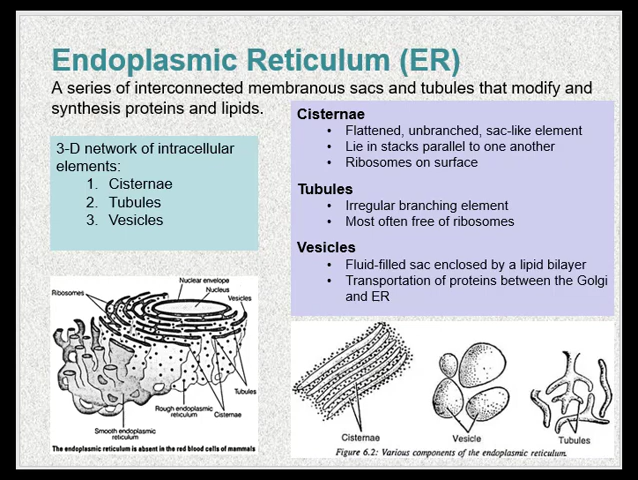 Endoplasmic Reticulum (ER)
A series of interconnected membranous sacs and tubules that modify and
synthesis proteins and lipids.
3-D network of intracellular
elements:
1. Cisternae
2. Tubules
3. Vesicles
Cisternae
• Flattened, unbranched, sac-like element
• Lie in stacks parallel to one another
• Ribosomes on surface
Tubules
• Irregular branching element
• Most often free of ribosomes
Vesicles
• Fluid-filled sac enclosed by a lipid bilayer
• Transportation of proteins between the Golgi
and ER
Nuclear envelope
Nucleus
Ribosomes
Vesicles
Tubules
Rough endoplasmic
reticulum
Cisternae
Smooth endoplasmic
reticulum
The endoplasmic reticulum is absent in the red blood cells of mammals
Cisternae
Vesicle
Tubules
Figure 6.2: Various components of the endoplasmic reticulum.